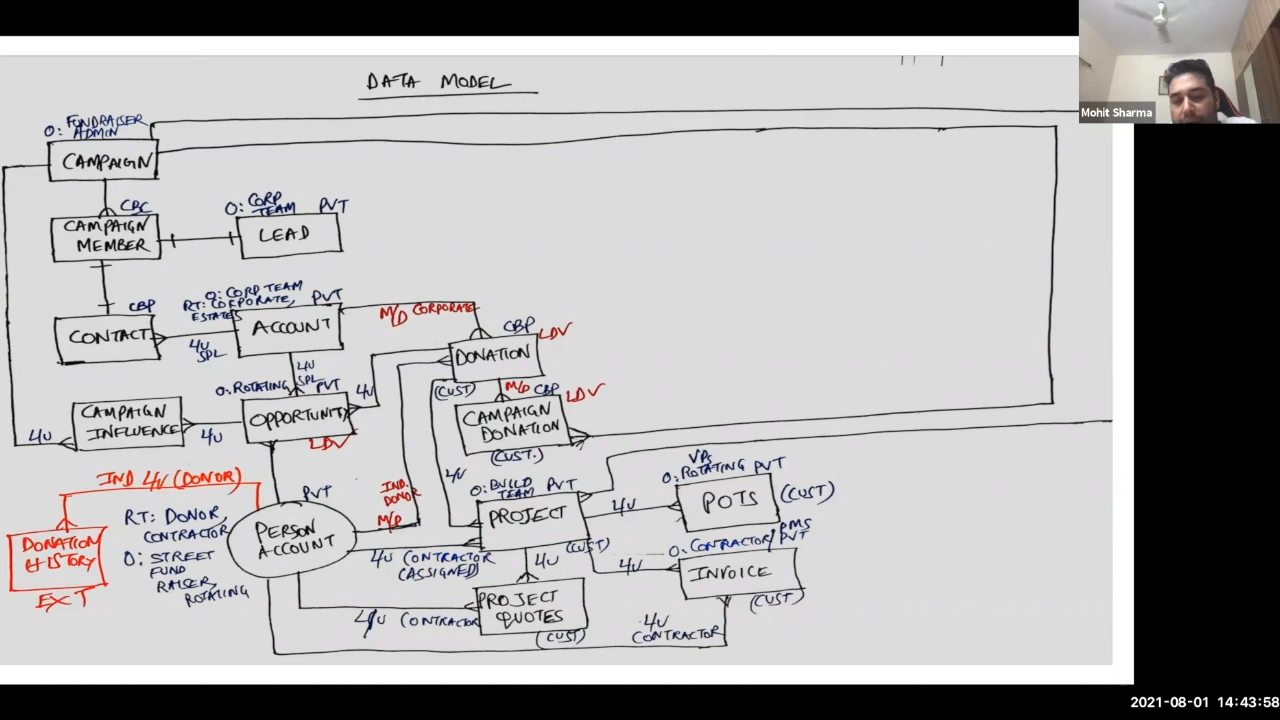 DATA MODEL
Mohit Sharma
O: FUNDRAISER
ADMIN
CAMPAIGN
CBC
CAMPAIGN
MEMBER
O: CORP
TEAM PVT
LEAD
CBP
CONTACT
4U
SPL
O: CORP TEAM
RT: CORPORATE, PVT
ESTATES
ACCOUNT
M/D CORPORATE
CBP LDV
DONATION
(CUST)
M/D CBP LDV
CAMPAIGN
DONATION
(CUST.)
4U
SPL
O: ROTATING PVT
OPPORTUNITY
LDV
4U
CAMPAIGN
INFLUENCE
4U
4U
IND 4U (DONOR)
DONATION
HISTORY
EXT
RT: DONOR,
CONTRACTOR
O: STREET
FUND
RAISER,
ROTATING
PVT
PERSON
ACCOUNT
IND.
DONOR
M/D
4U
O: BUILD PVT
TEAM
PROJECT
(CUST)
4U CONTRACTOR
(ASSIGNED)
4U
PROJECT
QUOTES
(CUST)
4U CONTRACTOR
4U
VPS
O: ROTATING PVT
POTS
(CUST)
4U
O: CONTRACTOR/PMS
PVT
INVOICE
(CUST)
4U
CONTRACTOR
2021-08-01 14:43:58